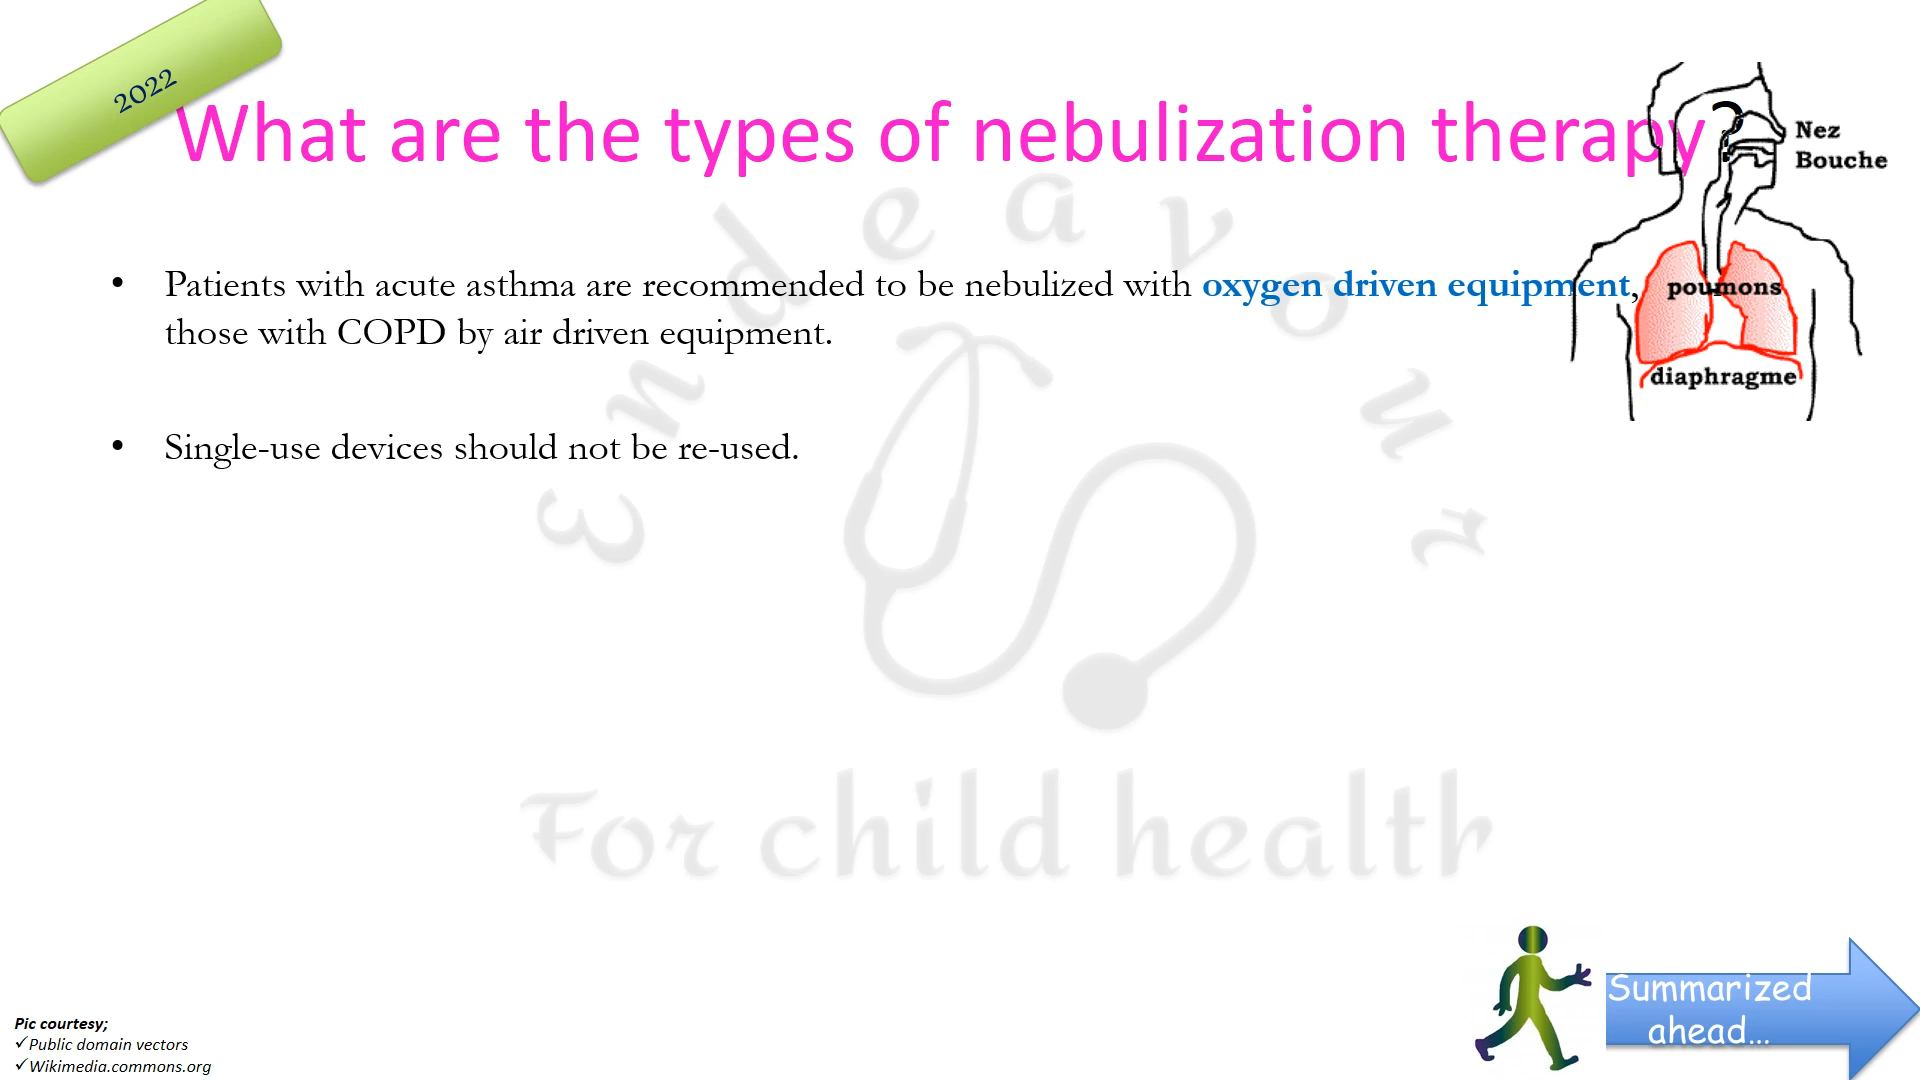 2022
What are the types of nebulization therapy?
Nez
Bouche
• Patients with acute asthma are recommended to be nebulized with oxygen driven equipment,
those with COPD by air driven equipment.
poumons
diaphragme
• Single-use devices should not be re-used.
Endeavour
For child health
Summarized
ahead...
Pic courtesy;
✓Public domain vectors
✓Wikimedia.commons.org